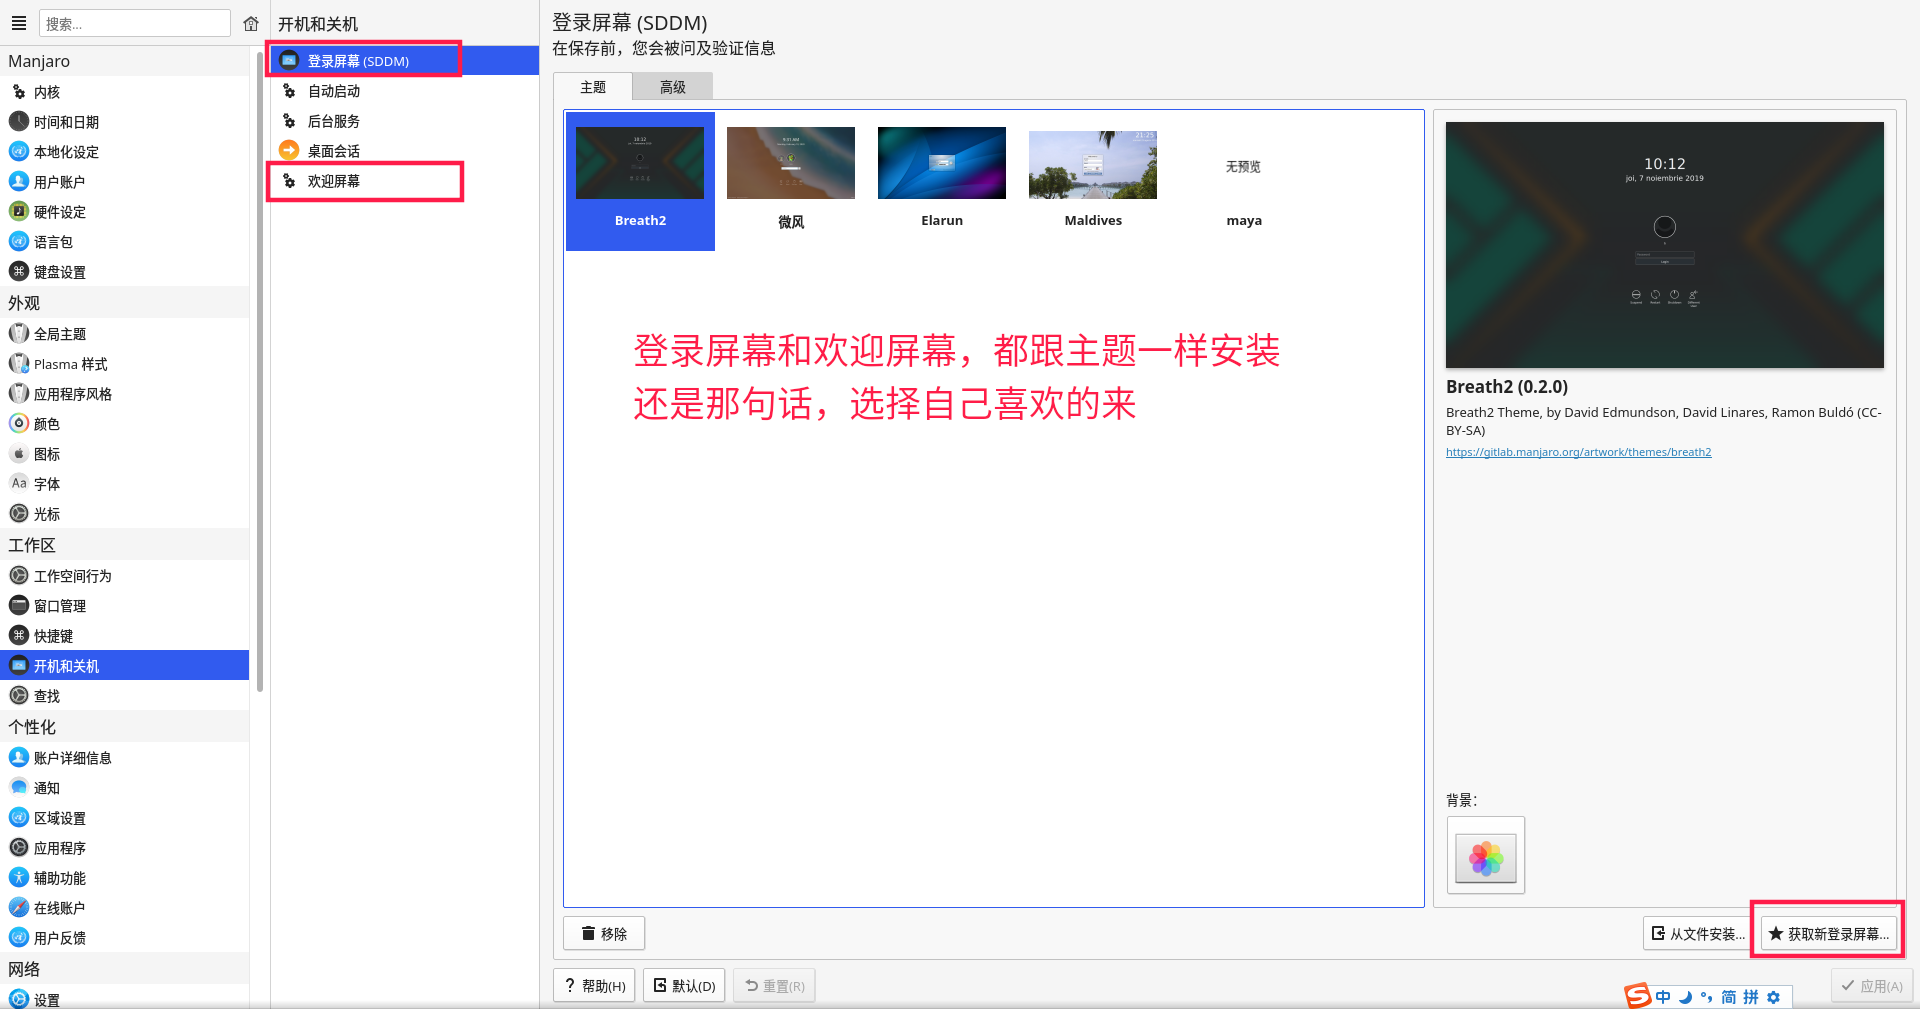 搜索...
Manjaro
内核
时间和日期
本地化设定
用户账户
硬件设定
语言包
键盘设置
外观
全局主题
Plasma 样式
应用程序风格
颜色
图标
Aa 字体
光标
工作区
工作空间行为
窗口管理
快捷键
开机和关机
查找
个性化
账户详细信息
通知
区域设置
应用程序
辅助功能
在线账户
用户反馈
网络
设置
开机和关机
登录屏幕 (SDDM)
自动启动
后台服务
桌面会话
欢迎屏幕
登录屏幕 (SDDM)
在保存前，您会被问及验证信息
主题 高级
无预览
21:25
Breath2 微风 Elarun Maldives maya
登录屏幕和欢迎屏幕，都跟主题一样安装
还是那句话，选择自己喜欢的来
10:12
joi, 7 noiembrie 2019
Breath2 (0.2.0)
Breath2 Theme, by David Edmundson, David Linares, Ramon Buldó (CC-
BY-SA)
https://gitlab.manjaro.org/artwork/themes/breath2
背景：
移除 从文件安装... 获取新登录屏幕...
帮助(H) 默认(D) 重置(R) 应用(A)
S 中 简 拼